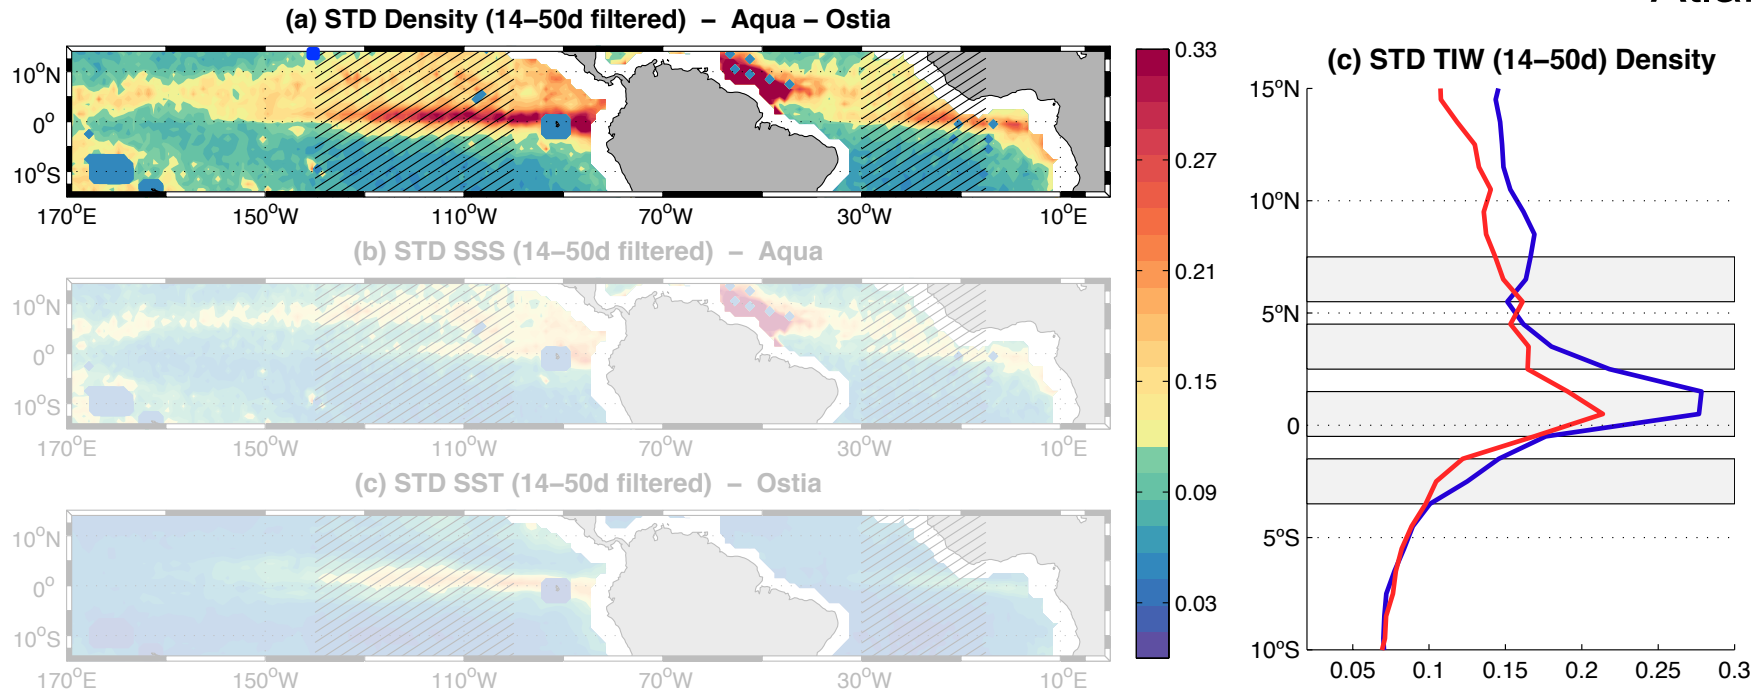 (a) STD Density (14–50d filtered) – Aqua – Ostia
10°N
0°
10°S
170°E 150°W 110°W 70°W 30°W 10°E
(b) STD SSS (14–50d filtered) – Aqua
10°N
0°
10°S
170°E 150°W 110°W 70°W 30°W 10°E
(c) STD SST (14–50d filtered) – Ostia
10°N
0°
10°S
170°E 150°W 110°W 70°W 30°W 10°E
0.33
0.27
0.21
0.15
0.09
0.03
(c) STD TIW (14–50d) Density
15°N
10°N
5°N
0
5°S
10°S
0.05 0.1 0.15 0.2 0.25 0.3